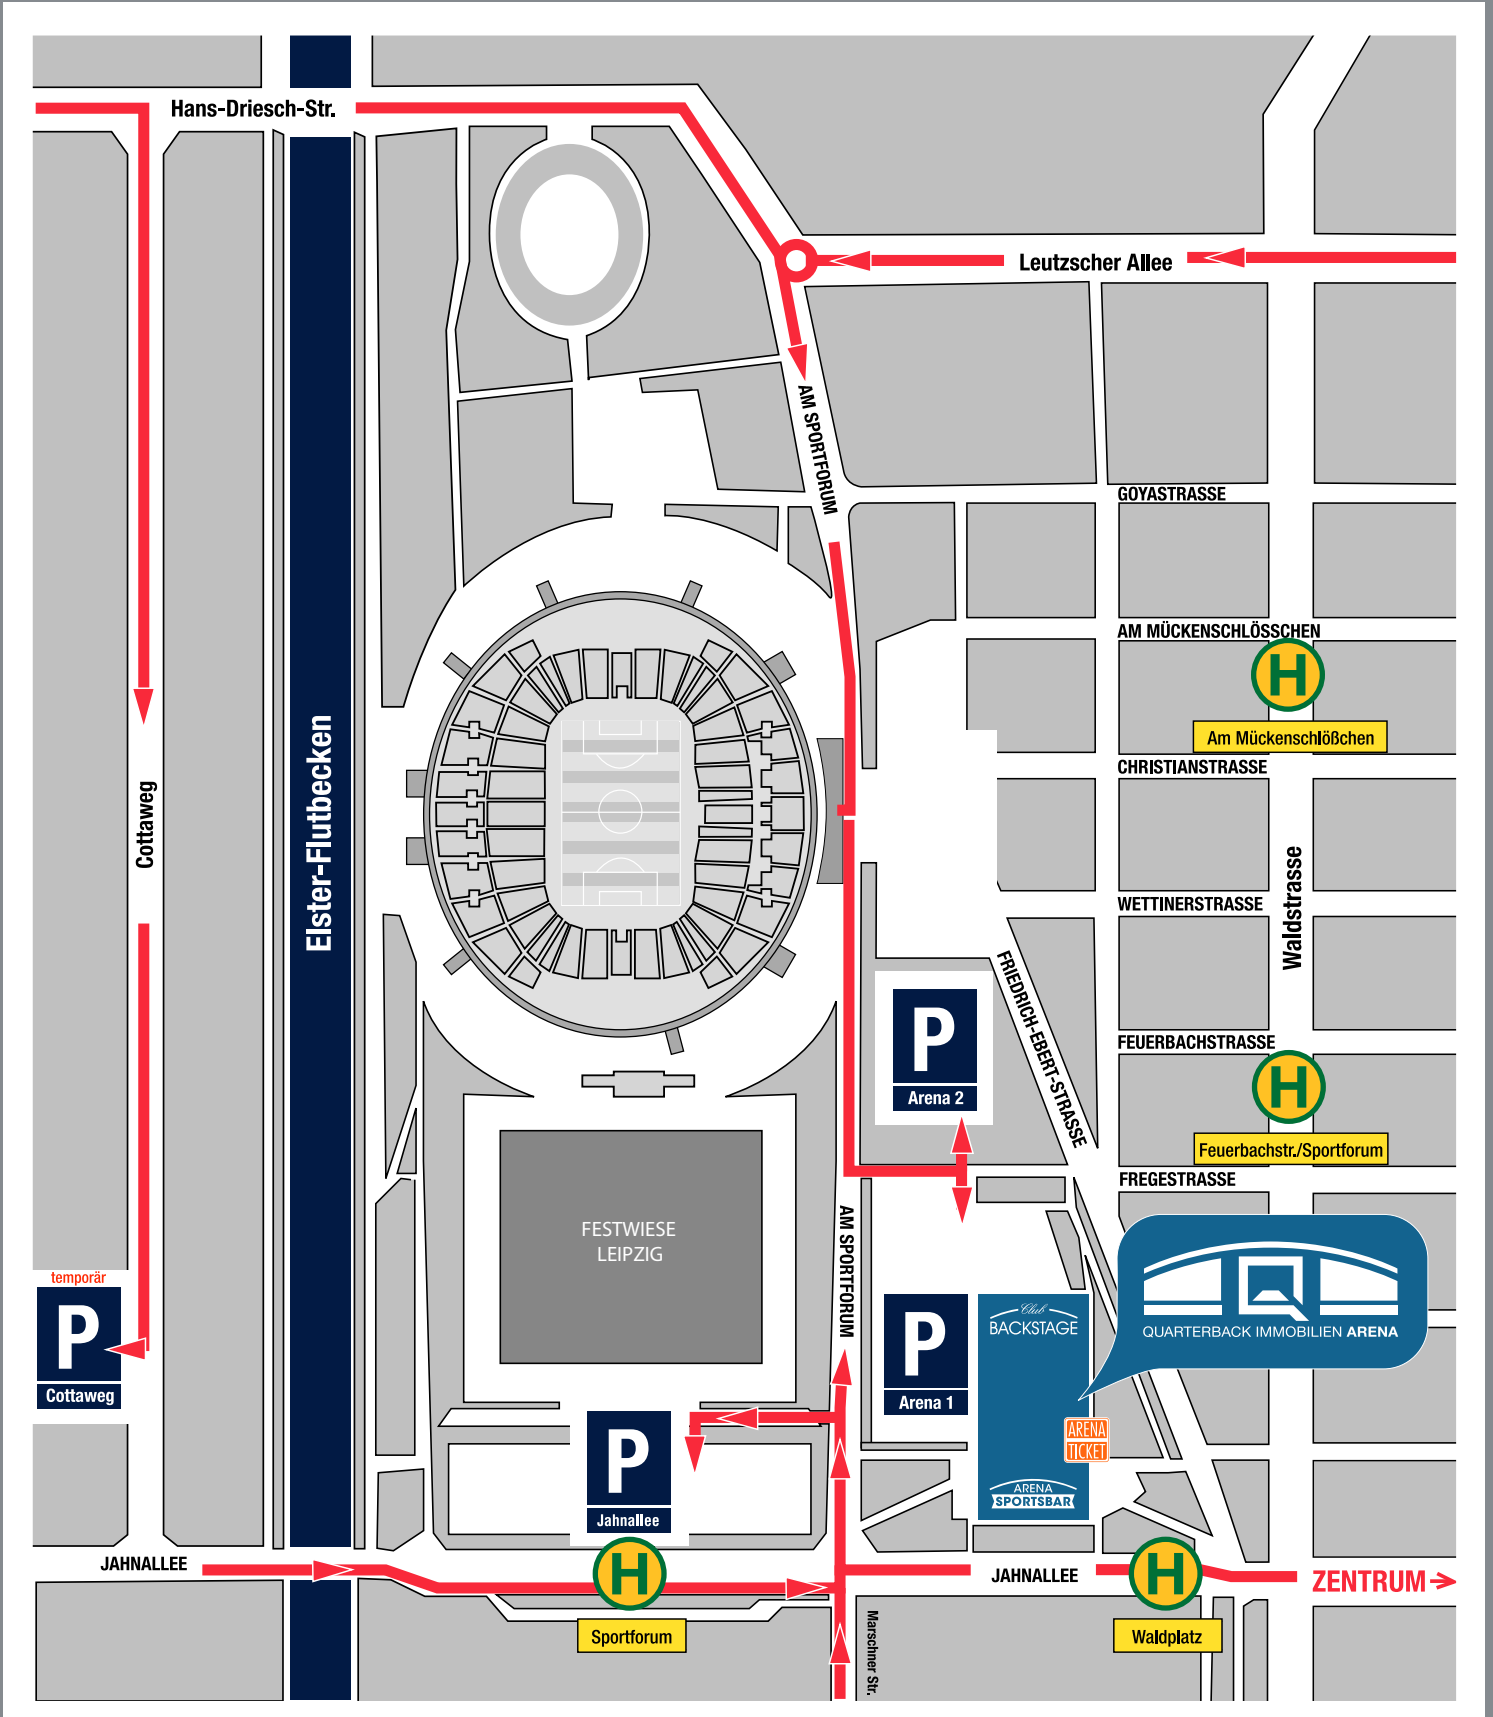 Hans-Driesch-Str.
Leutzscher Allee
AM SPORTFORUM
GOYASTRASSE
AM MÜCKENSCHLÖSSCHEN
H
Am Mückenschlößchen
CHRISTIANSTRASSE
Elster-Flutbecken
Cottaweg
Waldstrasse
WETTINERSTRASSE
FRIEDRICH-EBERT-STRASSE
P
Arena 2
FEUERBACHSTRASSE
H
Feuerbachstr./Sportforum
FREGESTRASSE
FESTWIESE
LEIPZIG
AM SPORTFORUM
temporär
P
Cottaweg
P
Arena 1
Club
BACKSTAGE
QUARTERBACK IMMOBILIEN ARENA
ARENA
TICKET
P
Jahnallee
ARENA
SPORTSBAR
JAHNALLEE
H
Sportforum
JAHNALLEE
H
Waldplatz
ZENTRUM
Marschner Str.